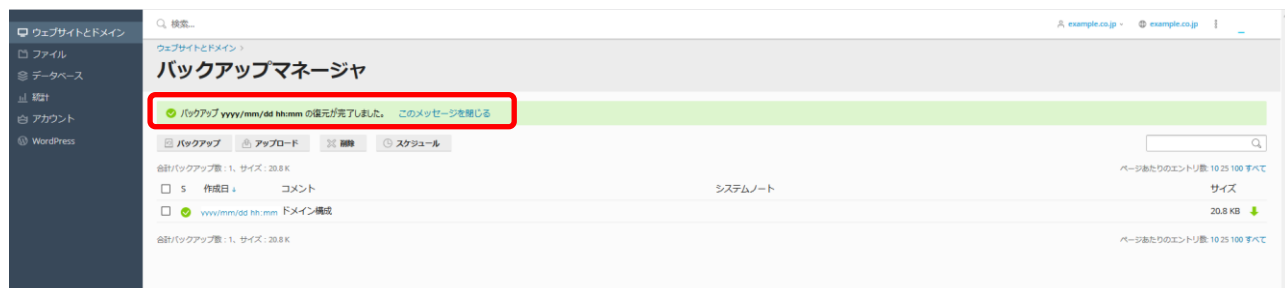 検索...
example.co.jp
example.co.jp
ウェブサイトとドメイン
ファイル
データベース
統計
アカウント
WordPress
ウェブサイトとドメイン ›
バックアップマネージャ
バックアップ yyyy/mm/dd hh:mm の復元が完了しました。 このメッセージを閉じる
バックアップ アップロード 削除 スケジュール
合計バックアップ数 : 1、サイズ : 20.8 K ページあたりのエントリ数: 10 25 100 すべて
S 作成日↓ コメント システムノート サイズ
yyyy/mm/dd hh:mm ドメイン構成 20.8 KB
合計バックアップ数 : 1、サイズ : 20.8 K ページあたりのエントリ数: 10 25 100 すべて